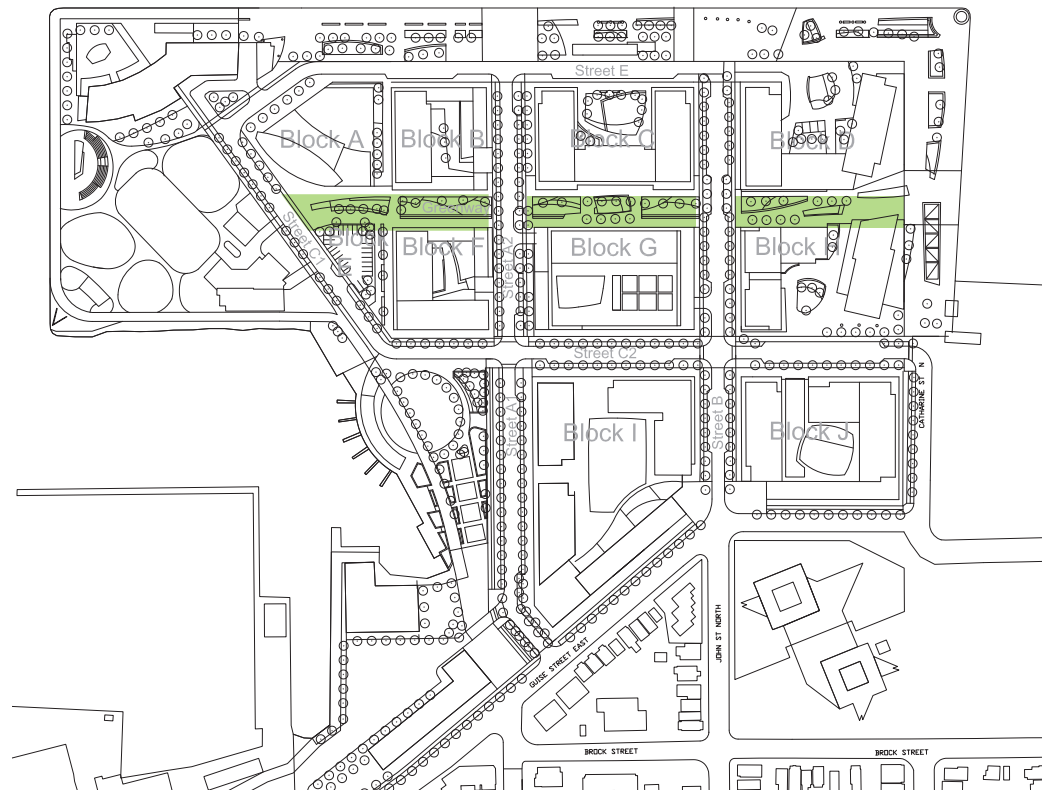 Street E
Block A
Block B
Block C
Block D
Greenway
Street C1
Block
E
Block F
Street A2
Block G
Block H
Street C2
Street A1
Block I
Street B
Block J
CATHARINE ST N
JOHN ST NORTH
GUISE STREET EAST
BROCK STREET
BROCK STREET